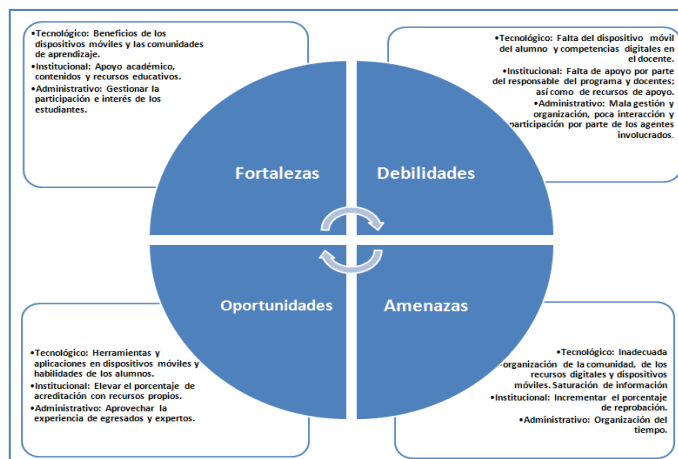 •Tecnológico: Beneficios de los
dispositivos móviles y las comunidades
de aprendizaje.
•Institucional: Apoyo académico,
contenidos y recursos educativos.
•Administrativo: Gestionar la
participación e interés de los
estudiantes.
•Tecnológico: Falta del dispositivo móvil
del alumno y competencias digitales en
el docente.
•Institucional: Falta de apoyo por parte
del responsable del programa y docentes;
así como de recursos de apoyo.
•Administrativo: Mala gestión y
organización, poca interacción y
participación por parte de los agentes
involucrados.
Fortalezas
Debilidades
Oportunidades
Amenazas
•Tecnológico: Herramientas y
aplicaciones en dispositivos móviles y
habilidades de los alumnos.
•Institucional: Elevar el porcentaje de
acreditación con recursos propios.
•Administrativo: Aprovechar la
experiencia de egresados y expertos.
•Tecnológico: Inadecuada
organización de la comunidad, de los
recursos digitales y dispositivos
móviles. Saturación de información
•Institucional: Incrementar el porcentaje
de reprobación.
•Administrativo: Organización del
tiempo.